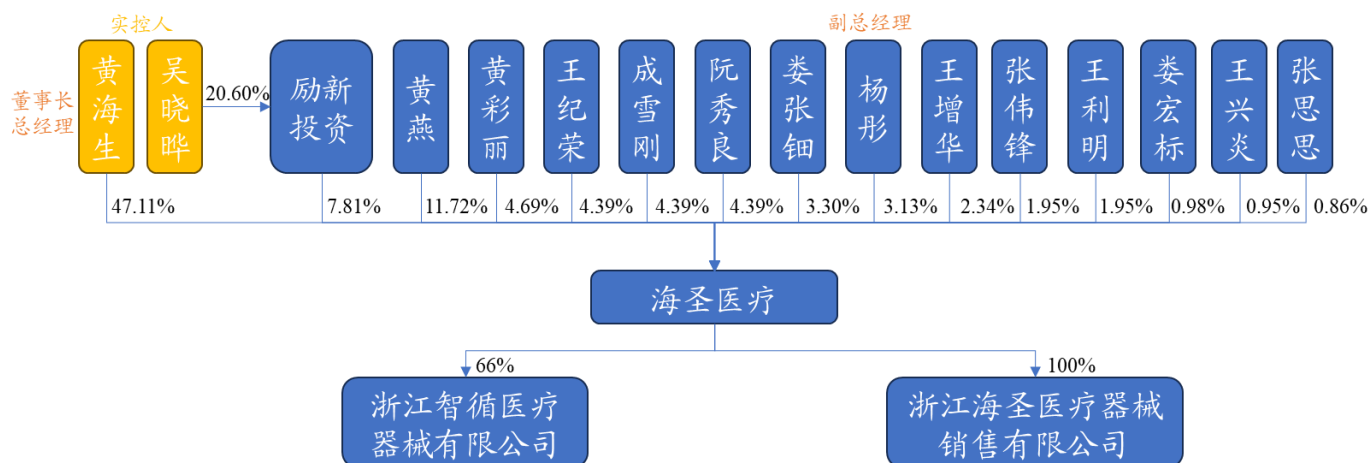 实控人
副总经理
董事长
总经理
黄海生
吴晓晔
20.60%
励新
投资
黄燕
黄彩丽
王纪荣
成雪刚
阮秀良
娄张钿
杨彤
王增华
张伟锋
王利明
娄宏标
王兴炎
张思思
47.11%
7.81%
11.72%
4.69%
4.39%
4.39%
4.39%
3.30%
3.13%
2.34%
1.95%
1.95%
0.98%
0.95%
0.86%
海圣医疗
66%
100%
浙江智循医疗
器械有限公司
浙江海圣医疗器械
销售有限公司